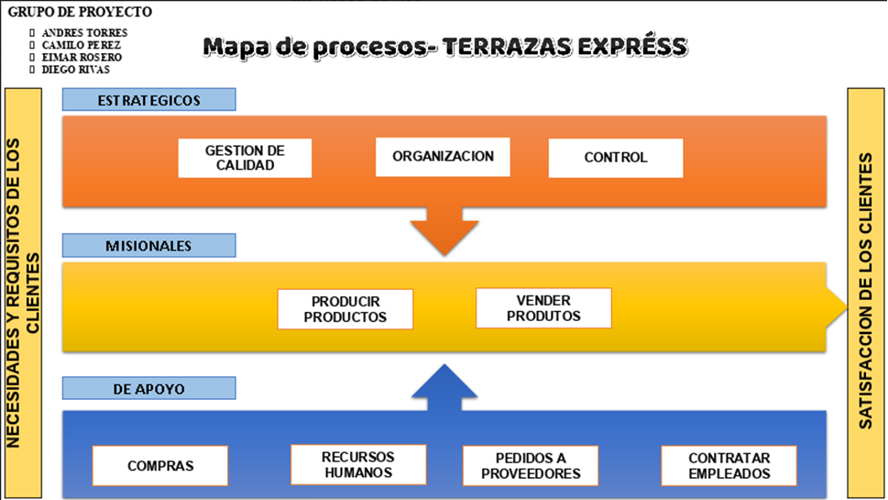 GRUPO DE PROYECTO
ANDRES TORRES
CAMILO PEREZ
EIMAR ROSERO
DIEGO RIVAS
Mapa de procesos- TERRAZAS EXPRÉSS
NECESIDADES Y REQUISITOS DE LOS
CLIENTES
ESTRATEGICOS
GESTION DE
CALIDAD
ORGANIZACION
CONTROL
MISIONALES
PRODUCIR
PRODUCTOS
VENDER
PRODUTOS
DE APOYO
COMPRAS
RECURSOS
HUMANOS
PEDIDOS A
PROVEEDORES
CONTRATAR
EMPLEADOS
SATISFACCION DE LOS CLIENTES